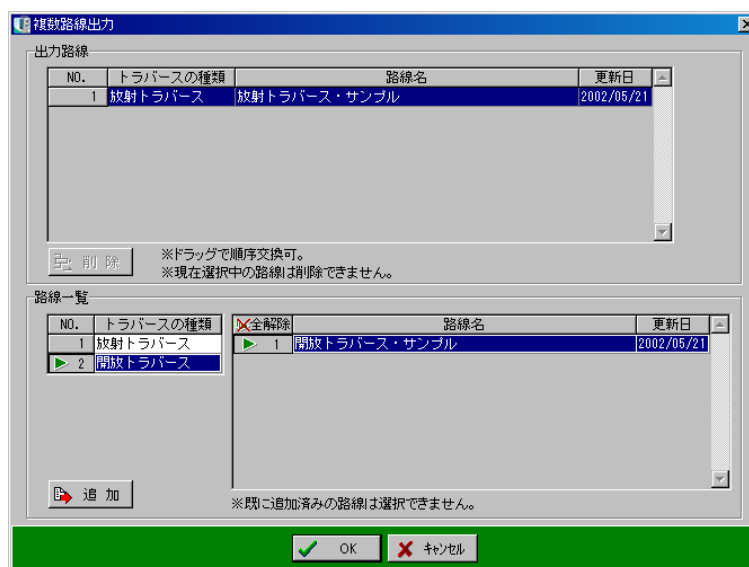 複数路線出力
出力路線
NO. トラバースの種類 路線名 更新日
1 放射トラバース 放射トラバース・サンプル 2002/05/21
削 除
※ドラッグで順序交換可。
※現在選択中の路線は削除できません。
路線一覧
NO. トラバースの種類
1 放射トラバース
2 開放トラバース
全解除 路線名 更新日
1 開放トラバース・サンプル 2002/05/21
追 加
※既に追加済みの路線は選択できません。
OK キャンセル